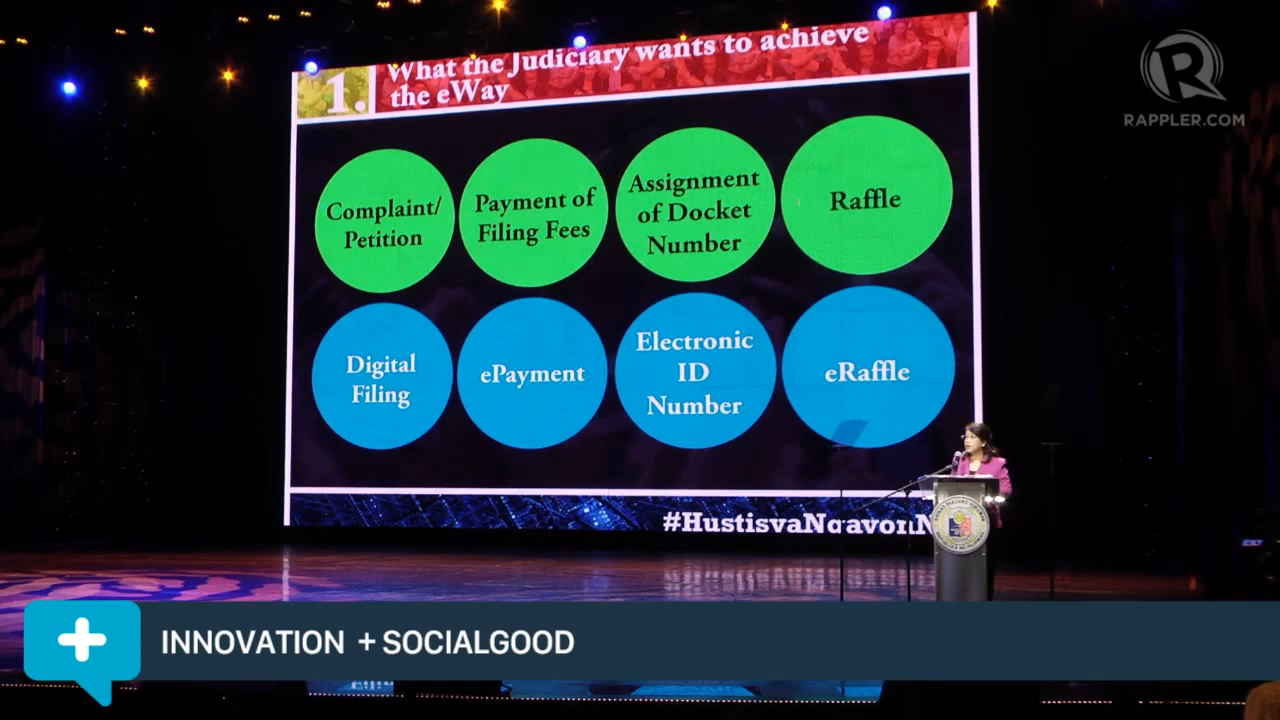 What the Judiciary wants to achieve
1. the eWay
RAPPLER.COM
Complaint/
Petition
Payment of
Filing Fees
Assignment
of Docket
Number
Raffle
Digital
Filing
ePayment
Electronic
ID
Number
eRaffle
#HustisyaNgayonN
INNOVATION + SOCIALGOOD